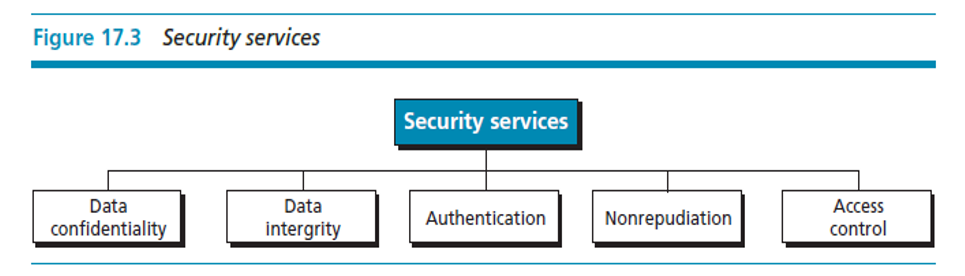 Figure 17.3 Security services
Security services
Data
confidentiality
Data
intergrity
Authentication
Nonrepudiation
Access
control